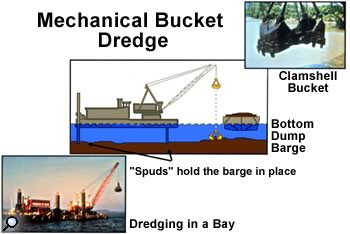 Mechanical Bucket
Dredge
Clamshell
Bucket
Bottom
Dump
Barge
"Spuds" hold the barge in place
Dredging in a Bay